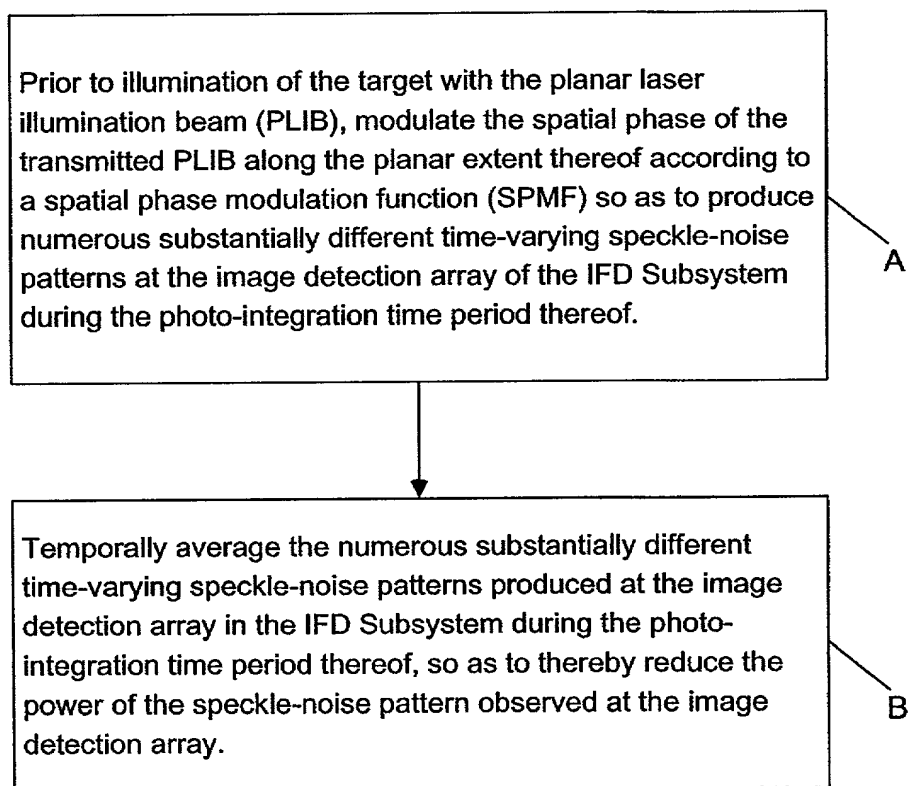 Prior to illumination of the target with the planar laser
illumination beam (PLIB), modulate the spatial phase of the
transmitted PLIB along the planar extent thereof according to
a spatial phase modulation function (SPMF) so as to produce
numerous substantially different time-varying speckle-noise
patterns at the image detection array of the IFD Subsystem
during the photo-integration time period thereof.
A
Temporally average the numerous substantially different
time-varying speckle-noise patterns produced at the image
detection array in the IFD Subsystem during the photo-
integration time period thereof, so as to thereby reduce the
power of the speckle-noise pattern observed at the image
detection array.
B